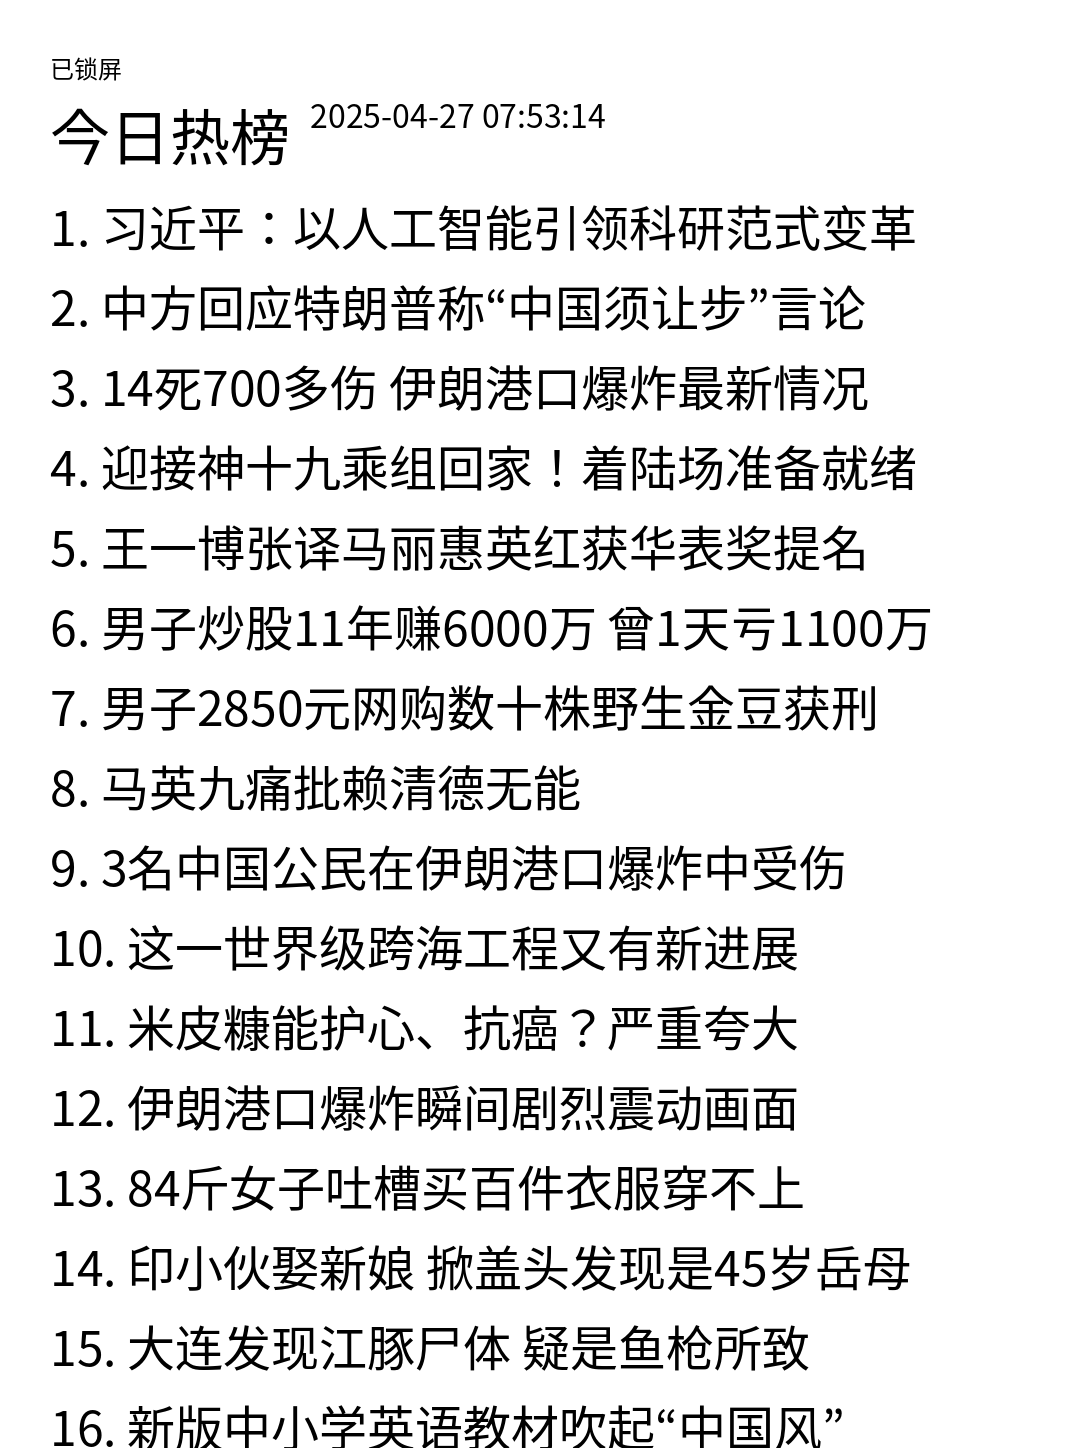 已锁屏
今日热榜 2025-04-27 07:53:14
1. 习近平：以人工智能引领科研范式变革
2. 中方回应特朗普称“中国须让步”言论
3. 14死700多伤 伊朗港口爆炸最新情况
4. 迎接神十九乘组回家！着陆场准备就绪
5. 王一博张译马丽惠英红获华表奖提名
6. 男子炒股11年赚6000万 曾1天亏1100万
7. 男子2850元网购数十株野生金豆获刑
8. 马英九痛批赖清德无能
9. 3名中国公民在伊朗港口爆炸中受伤
10. 这一世界级跨海工程又有新进展
11. 米皮糠能护心、抗癌？严重夸大
12. 伊朗港口爆炸瞬间剧烈震动画面
13. 84斤女子吐槽买百件衣服穿不上
14. 印小伙娶新娘 掀盖头发现是45岁岳母
15. 大连发现江豚尸体 疑是鱼枪所致
16. 新版中小学英语教材吹起“中国风”